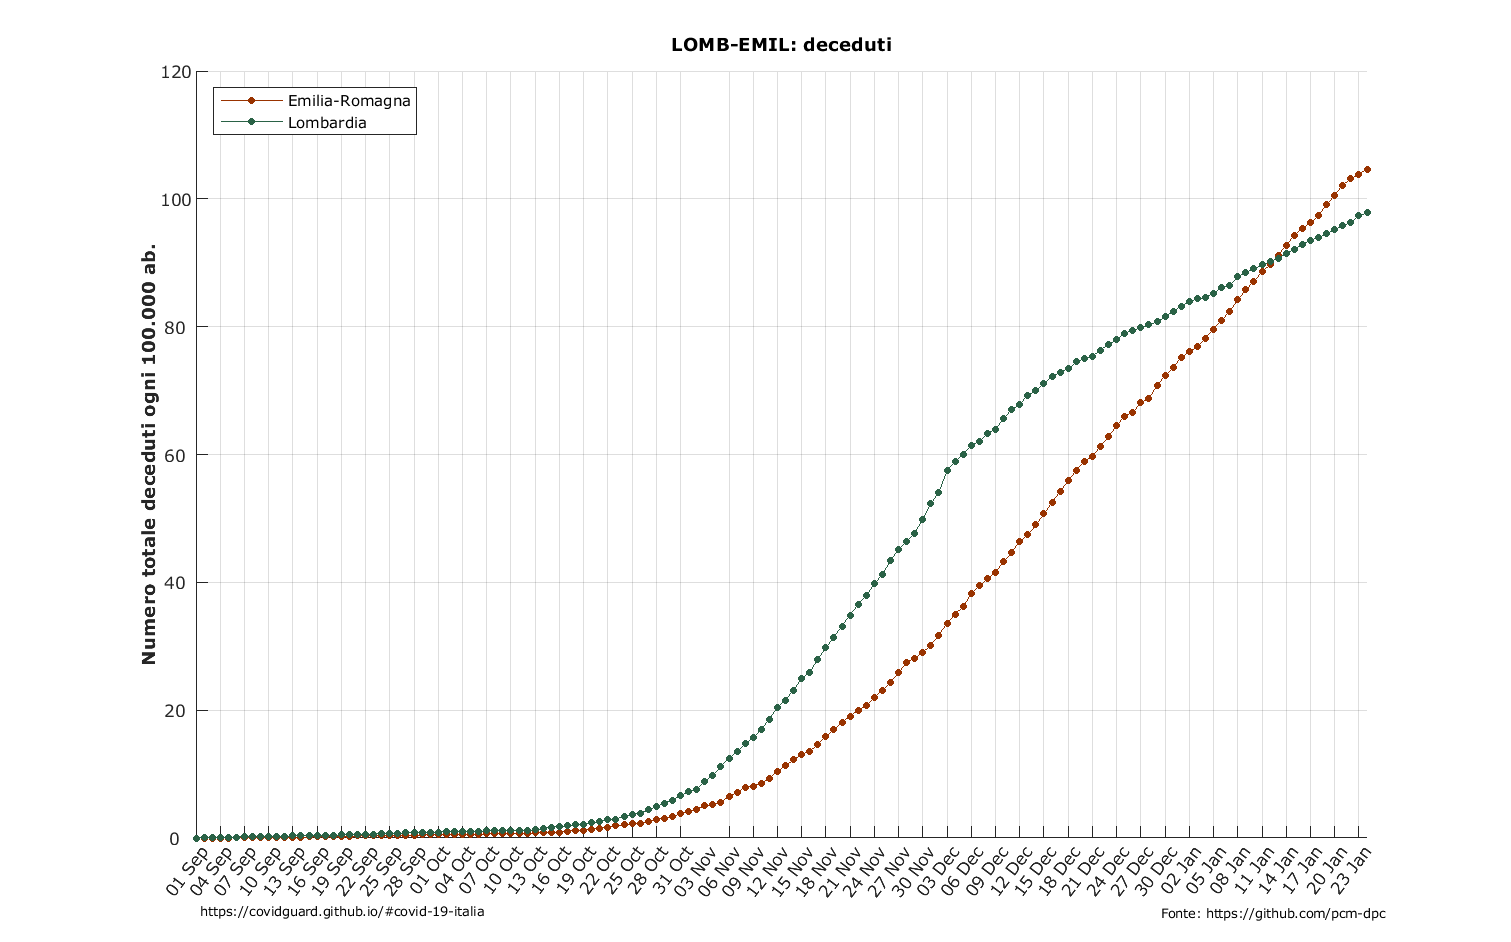 LOMB-EMIL: deceduti
Emilia-Romagna
Lombardia
Numero totale deceduti ogni 100.000 ab.
120
100
80
60
40
20
0
01 Sep
04 Sep
07 Sep
10 Sep
13 Sep
16 Sep
19 Sep
22 Sep
25 Sep
28 Sep
01 Oct
04 Oct
07 Oct
10 Oct
13 Oct
16 Oct
19 Oct
22 Oct
25 Oct
28 Oct
31 Oct
03 Nov
06 Nov
09 Nov
12 Nov
15 Nov
18 Nov
21 Nov
24 Nov
27 Nov
30 Nov
03 Dec
06 Dec
09 Dec
12 Dec
15 Dec
18 Dec
21 Dec
24 Dec
27 Dec
30 Dec
02 Jan
05 Jan
08 Jan
11 Jan
14 Jan
17 Jan
20 Jan
23 Jan
https://covidguard.github.io/#covid-19-italia
Fonte: https://github.com/pcm-dpc